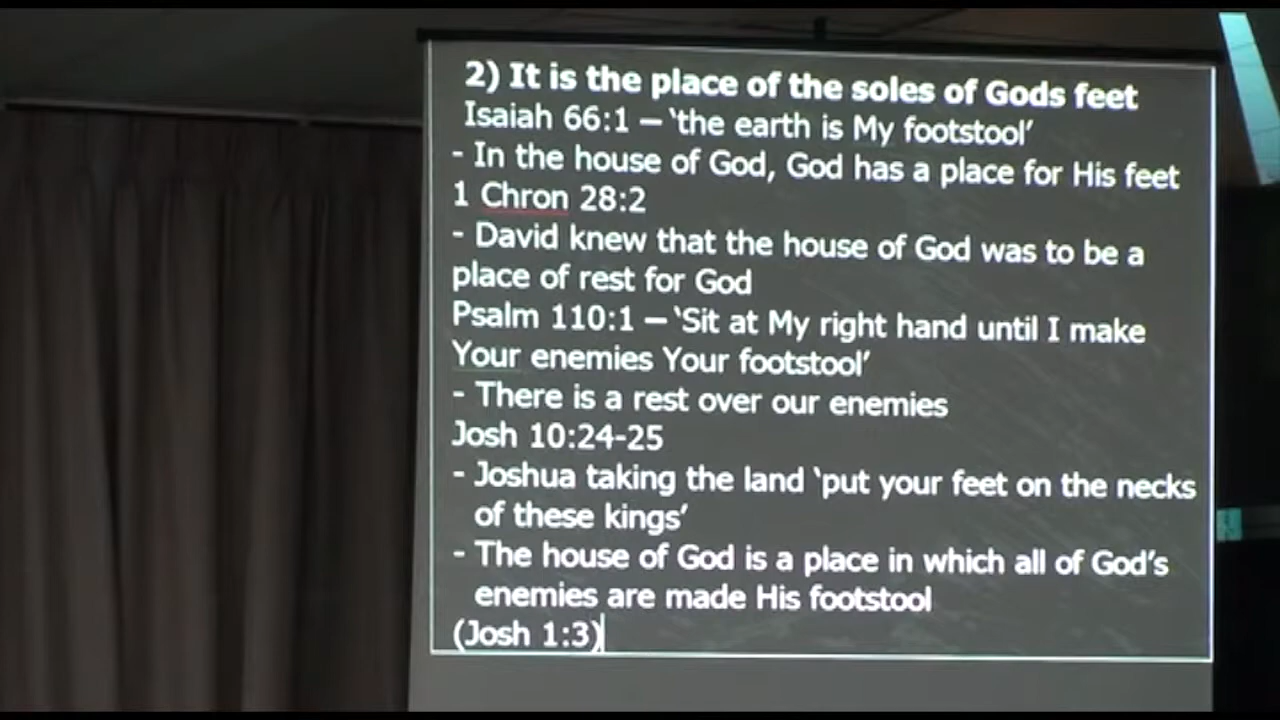 2) It is the place of the soles of Gods feet
Isaiah 66:1 – ‘the earth is My footstool’
- In the house of God, God has a place for His feet
1 Chron 28:2
- David knew that the house of God was to be a
place of rest for God
Psalm 110:1 – ‘Sit at My right hand until I make
Your enemies Your footstool’
- There is a rest over our enemies
Josh 10:24-25
- Joshua taking the land ‘put your feet on the necks
of these kings’
- The house of God is a place in which all of God’s
enemies are made His footstool
(Josh 1:3)